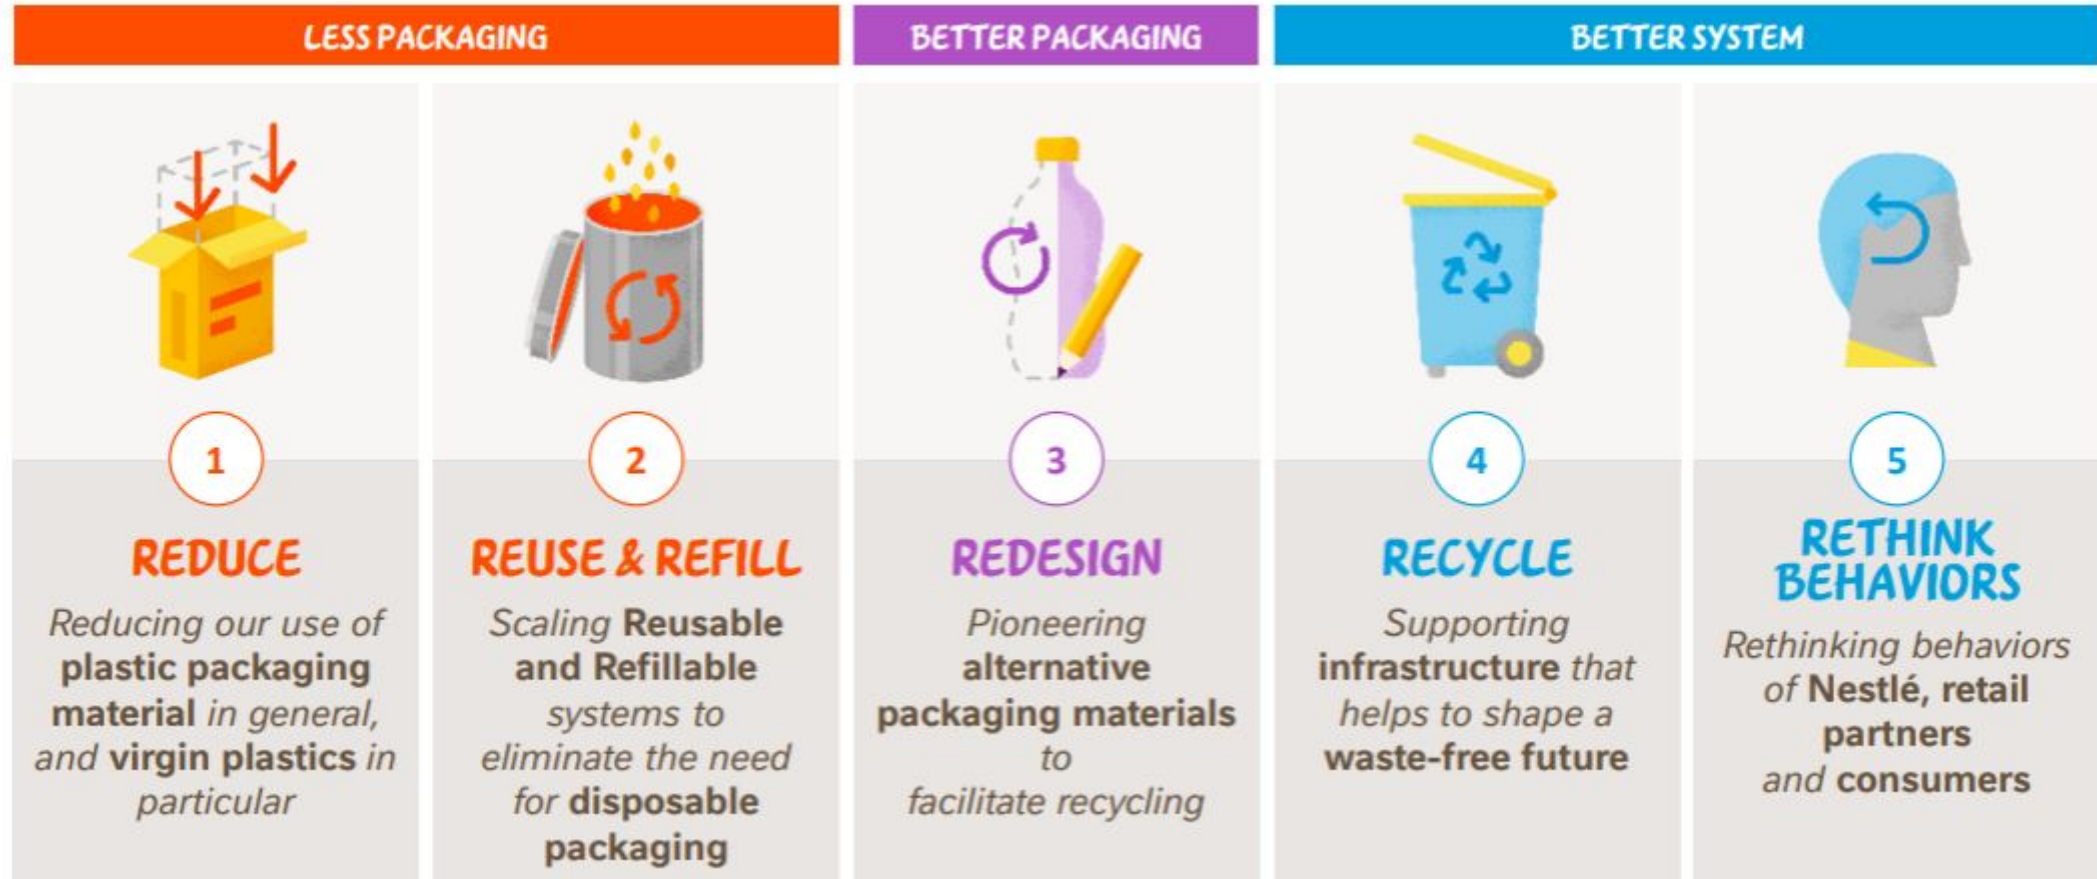 LESS PACKAGING
BETTER PACKAGING
BETTER SYSTEM
1
REDUCE
Reducing our use of
plastic packaging
material in general,
and virgin plastics in
particular
2
REUSE & REFILL
Scaling Reusable
and Refillable
systems to
eliminate the need
for disposable
packaging
3
REDESIGN
Pioneering
alternative
packaging materials
to
facilitate recycling
4
RECYCLE
Supporting
infrastructure that
helps to shape a
waste-free future
5
RETHINK
BEHAVIORS
Rethinking behaviors
of Nestlé, retail
partners
and consumers